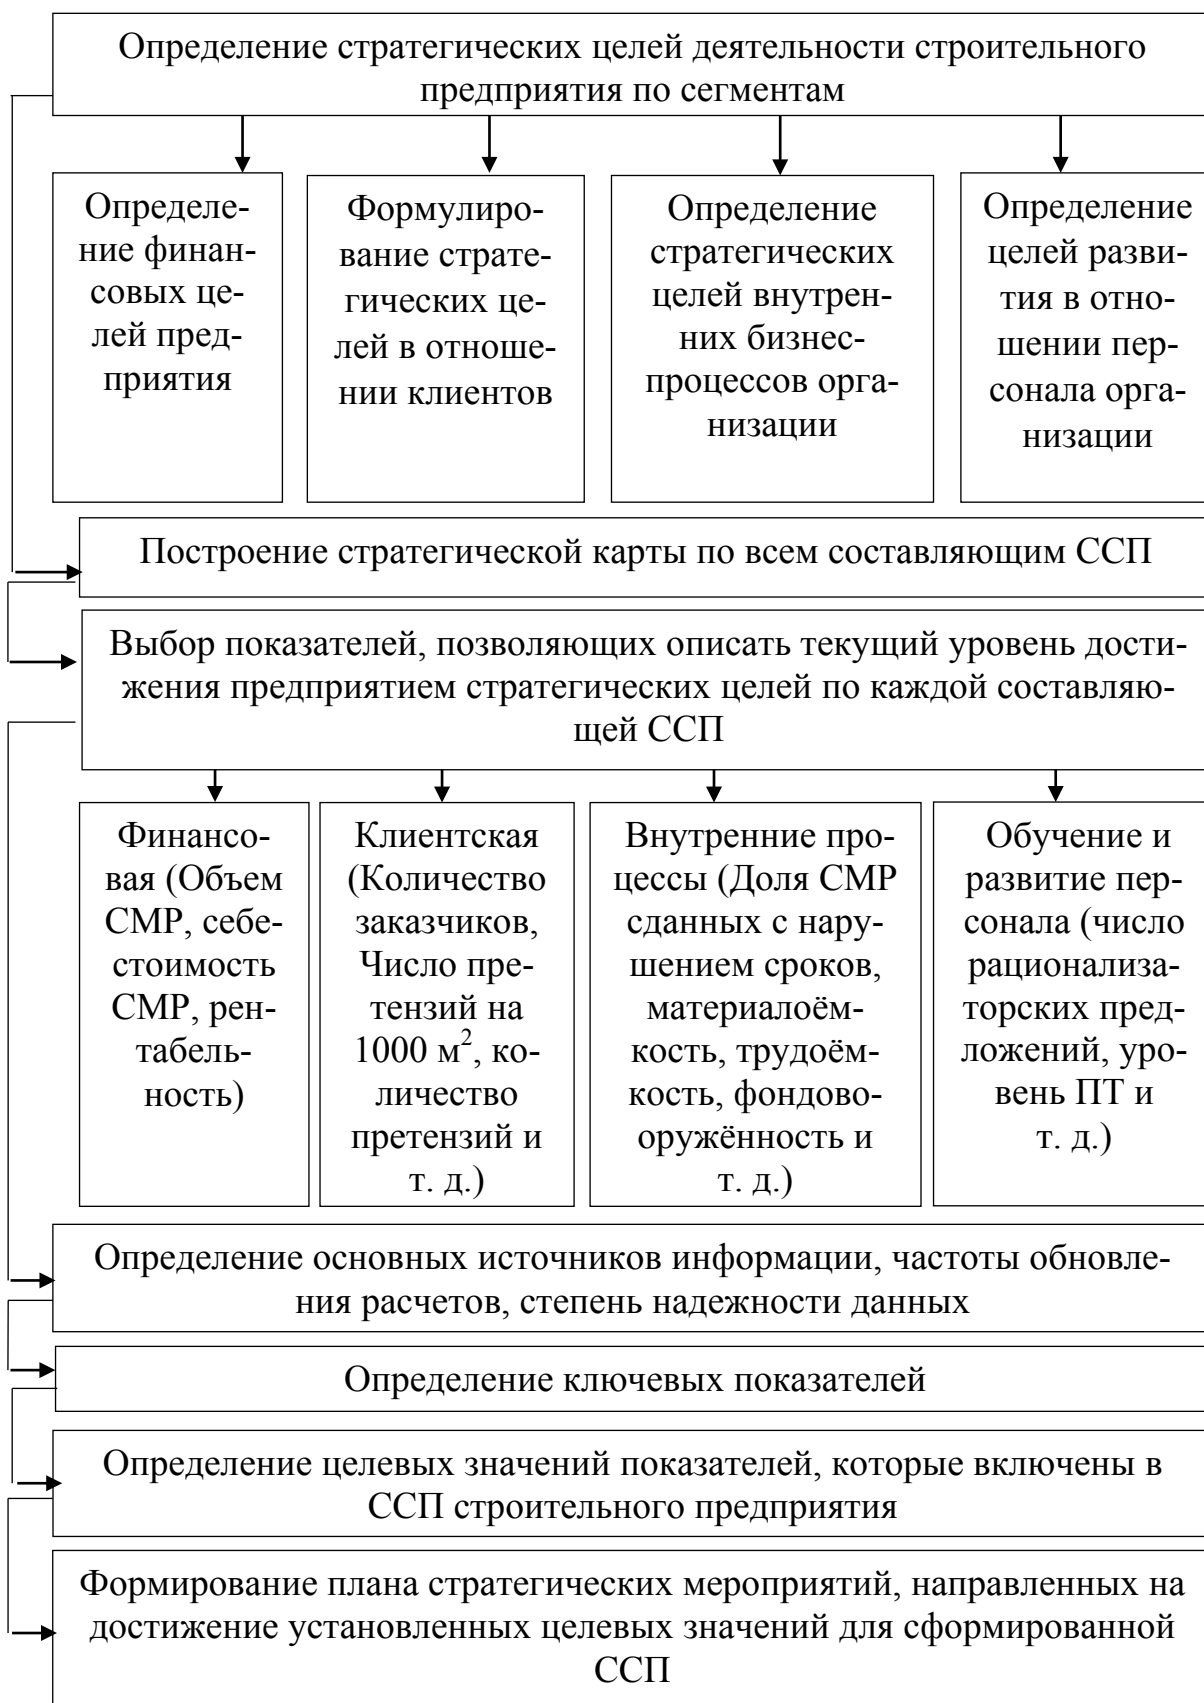 Определение стратегических целей деятельности строительного
предприятия по сегментам
Определе-
ние финан-
совых це-
лей пред-
приятия
Формулиро-
вание страте-
гических це-
лей в отноше-
нии клиентов
Определение
стратегических
целей внутрен-
них бизнес-
процессов орга-
низации
Определение
целей разви-
тия в отно-
шении пер-
сонала орга-
низации
Построение стратегической карты по всем составляющим ССП
Выбор показателей, позволяющих описать текущий уровень дости-
жения предприятием стратегических целей по каждой составляю-
щей ССП
Финансо-
вая (Объем
СМР, себе-
стоимость
СМР, рен-
табель-
ность)
Клиентская
(Количество
заказчиков,
Число пре-
тензий на
1000 м², ко-
личество
претензий и
т. д.)
Внутренние про-
цессы (Доля СМР
сданных с нару-
шением сроков,
материалоём-
кость, трудоём-
кость, фондово-
оружённость и
т. д.)
Обучение и
развитие пер-
сонала (число
рационализа-
торских пред-
ложений, уро-
вень ПТ и
т. д.)
Определение основных источников информации, частоты обновле-
ния расчетов, степень надежности данных
Определение ключевых показателей
Определение целевых значений показателей, которые включены в
ССП строительного предприятия
Формирование плана стратегических мероприятий, направленных на
достижение установленных целевых значений для сформированной
ССП